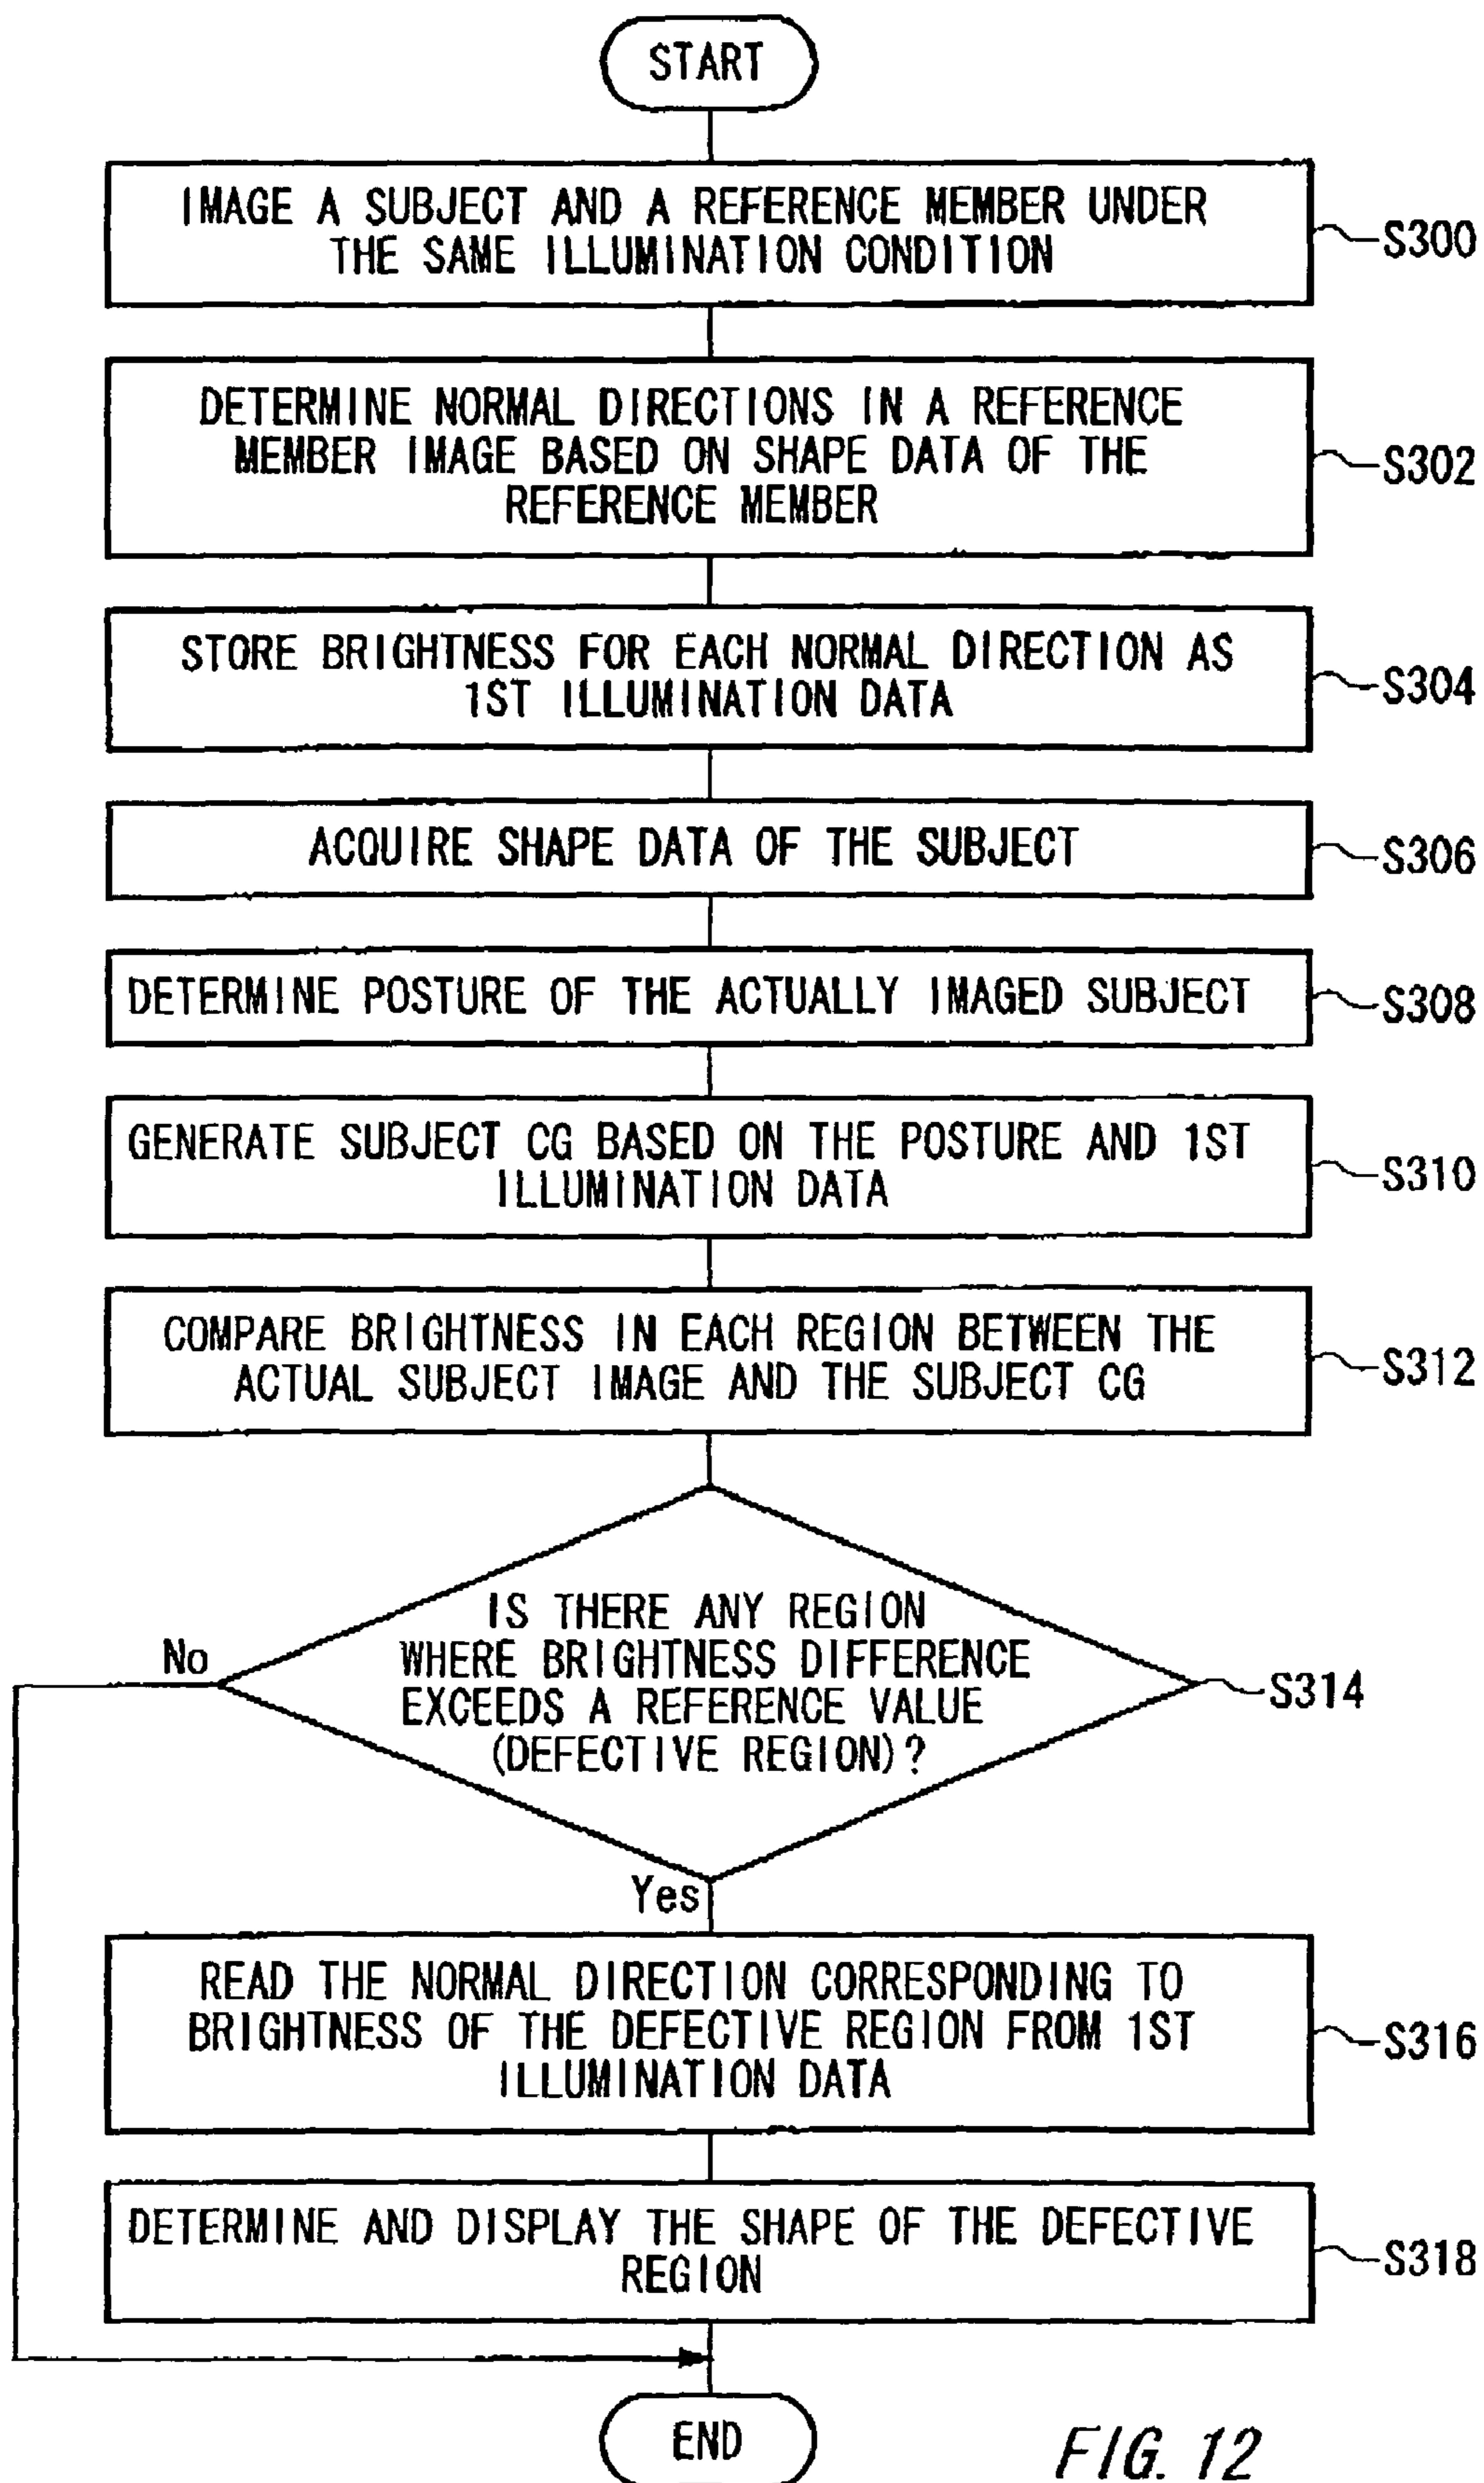 START
IMAGE A SUBJECT AND A REFERENCE MEMBER UNDER
THE SAME ILLUMINATION CONDITION
S300
DETERMINE NORMAL DIRECTIONS IN A REFERENCE
MEMBER IMAGE BASED ON SHAPE DATA OF THE
REFERENCE MEMBER
S302
STORE BRIGHTNESS FOR EACH NORMAL DIRECTION AS
1ST ILLUMINATION DATA
S304
ACQUIRE SHAPE DATA OF THE SUBJECT
S306
DETERMINE POSTURE OF THE ACTUALLY IMAGED SUBJECT
S308
GENERATE SUBJECT CG BASED ON THE POSTURE AND 1ST
ILLUMINATION DATA
S310
COMPARE BRIGHTNESS IN EACH REGION BETWEEN THE
ACTUAL SUBJECT IMAGE AND THE SUBJECT CG
S312
IS THERE ANY REGION
WHERE BRIGHTNESS DIFFERENCE
EXCEEDS A REFERENCE VALUE
(DEFECTIVE REGION)?
No
S314
Yes
READ THE NORMAL DIRECTION CORRESPONDING TO
BRIGHTNESS OF THE DEFECTIVE REGION FROM 1ST
ILLUMINATION DATA
S316
DETERMINE AND DISPLAY THE SHAPE OF THE DEFECTIVE
REGION
S318
END
FIG. 12